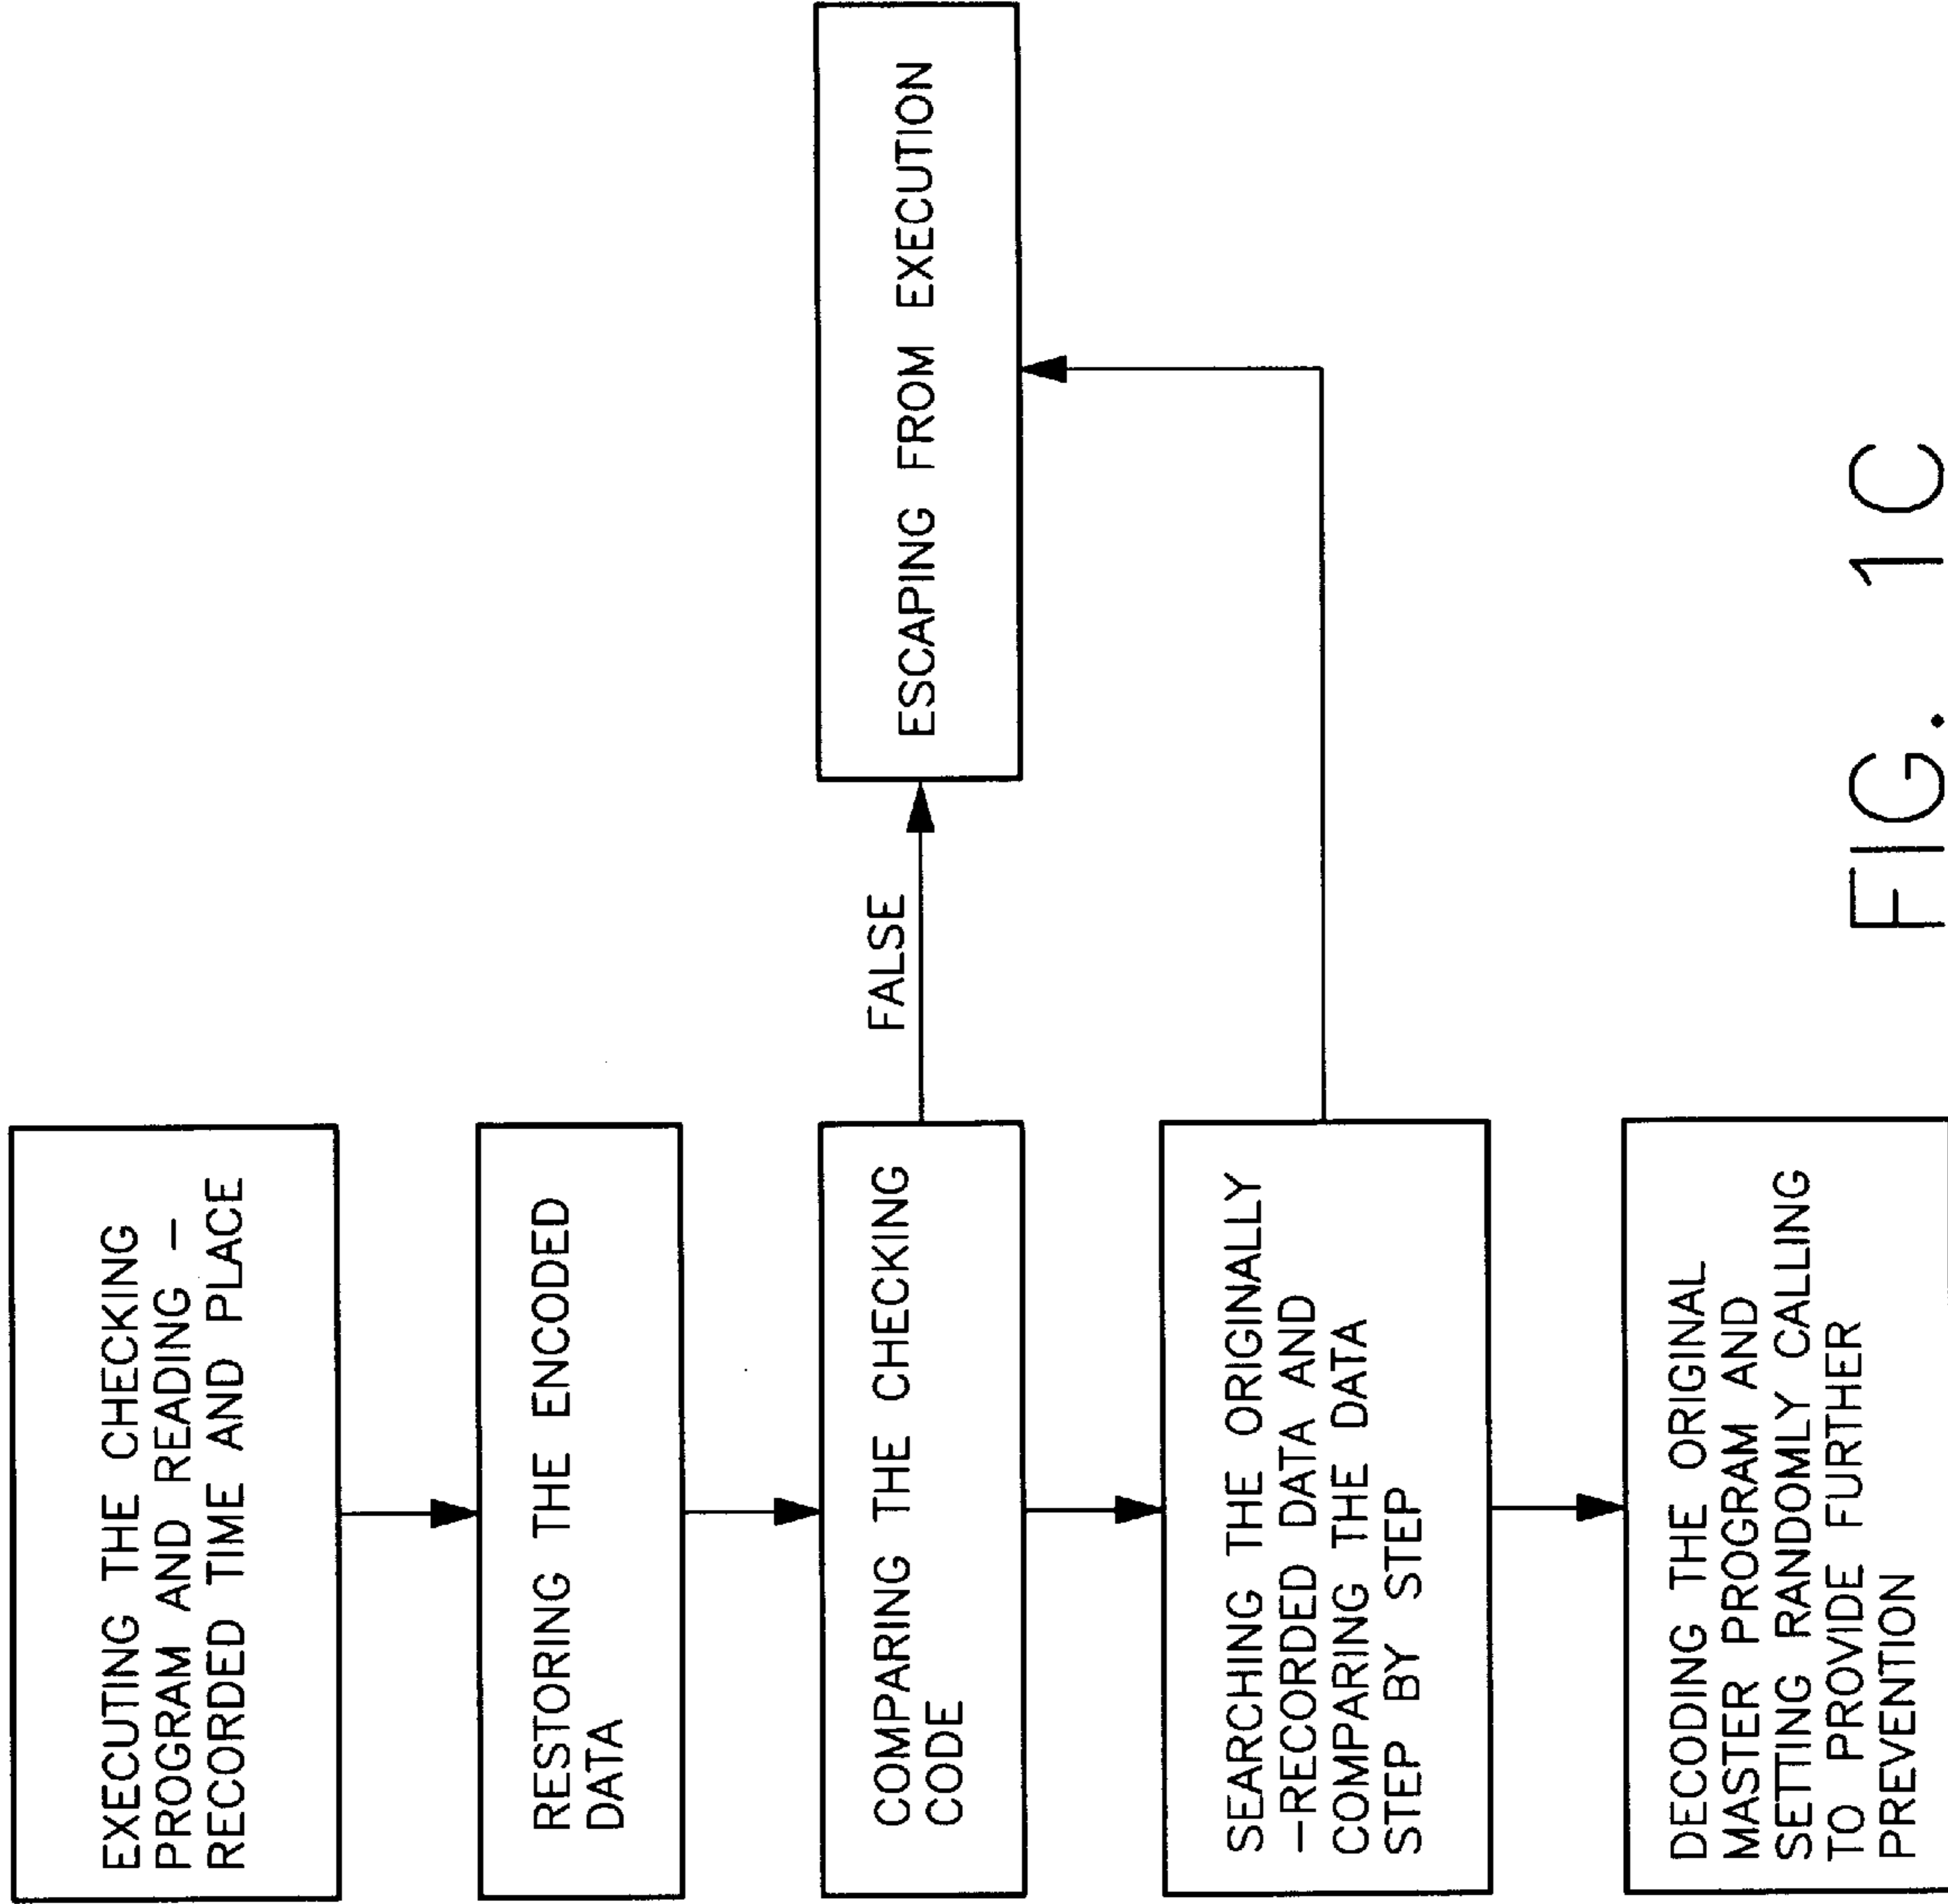 EXECUTING THE CHECKING
PROGRAM AND READING –
RECORDED TIME AND PLACE
RESTORING THE ENCODED
DATA
COMPARING THE CHECKING
CODE
FALSE
ESCAPING FROM EXECUTION
SEARCHING THE ORIGINALLY
–RECORDED DATA AND
COMPARING THE DATA
STEP BY STEP
DECODING THE ORIGINAL
MASTER PROGRAM AND
SETTING RANDOMLY CALLING
TO PROVIDE FURTHER
PREVENTION
FIG. 1C